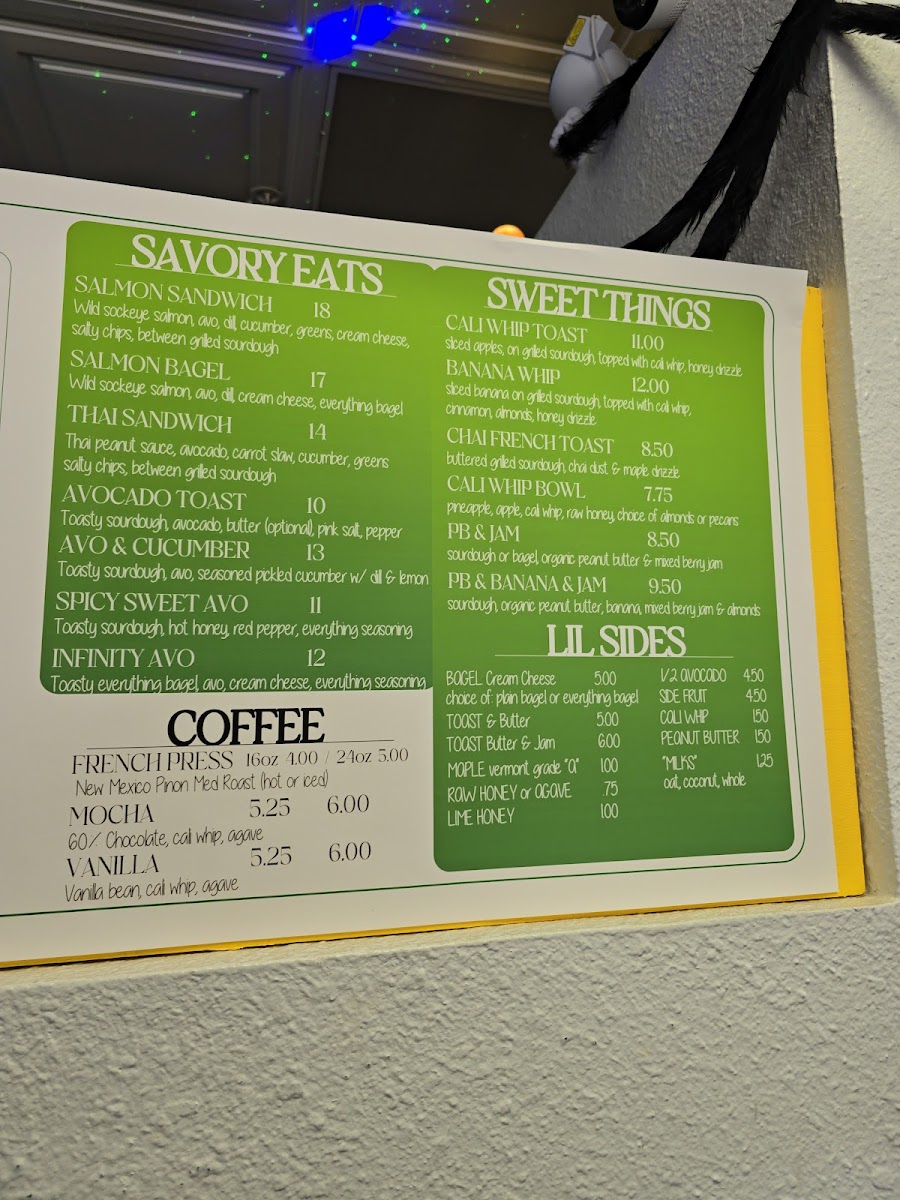 SAVORY EATS
SALMON SANDWICH 18
Wild sockeye salmon, avo, dill, cucumber, greens, cream cheese,
salty chips, between grilled sourdough
SALMON BAGEL 17
Wild sockeye salmon, avo, dill, cream cheese, everything bagel
THAI SANDWICH 14
Thai peanut sauce, avocado, carrot slaw, cucumber, greens
salty chips, between grilled sourdough
AVOCADO TOAST 10
Toasty sourdough, avocado, butter (optional), pink salt, pepper
AVO & CUCUMBER 13
Toasty sourdough, avo, seasoned pickled cucumber w/ dill & lemon
SPICY SWEET AVO 11
Toasty sourdough, hot honey, red pepper, everything seasoning
INFINITY AVO 12
Toasty everything bagel, avo, cream cheese, everything seasoning
COFFEE
FRENCH PRESS 16oz 4.00 / 24oz 5.00
New Mexico Pinon Med Roast (hot or iced)
MOCHA 5.25 6.00
60% Chocolate, cali whip, agave
VANILLA 5.25 6.00
Vanilla bean, cali whip, agave
SWEET THINGS
CALI WHIP TOAST 11.00
sliced apples, on grilled sourdough, topped with cali whip, honey drizzle
BANANA WHIP 12.00
sliced banana on grilled sourdough, topped with cali whip,
cinnamon, almonds, honey drizzle
CHAI FRENCH TOAST 8.50
buttered grilled sourdough, chai dust & maple drizzle
CALI WHIP BOWL 7.75
pineapple, apple, cali whip, raw honey, choice of almonds or pecans
PB & JAM 8.50
sourdough or bagel, organic peanut butter & mixed berry jam
PB & BANANA & JAM 9.50
sourdough, organic peanut butter, banana, mixed berry jam & almonds
LIL SIDES
BAGEL Cream Cheese 5.00
choice of: plain bagel or everything bagel
TOAST & Butter 5.00
TOAST Butter & Jam 6.00
MAPLE vermont grade "a" 1.00
RAW HONEY or AGAVE .75
LIME HONEY 1.00
1/2 AVOCADO 4.50
SIDE FRUIT 4.50
CALI WHIP 1.50
PEANUT BUTTER 1.50
"MILKS" 1.25
oat, coconut, whole